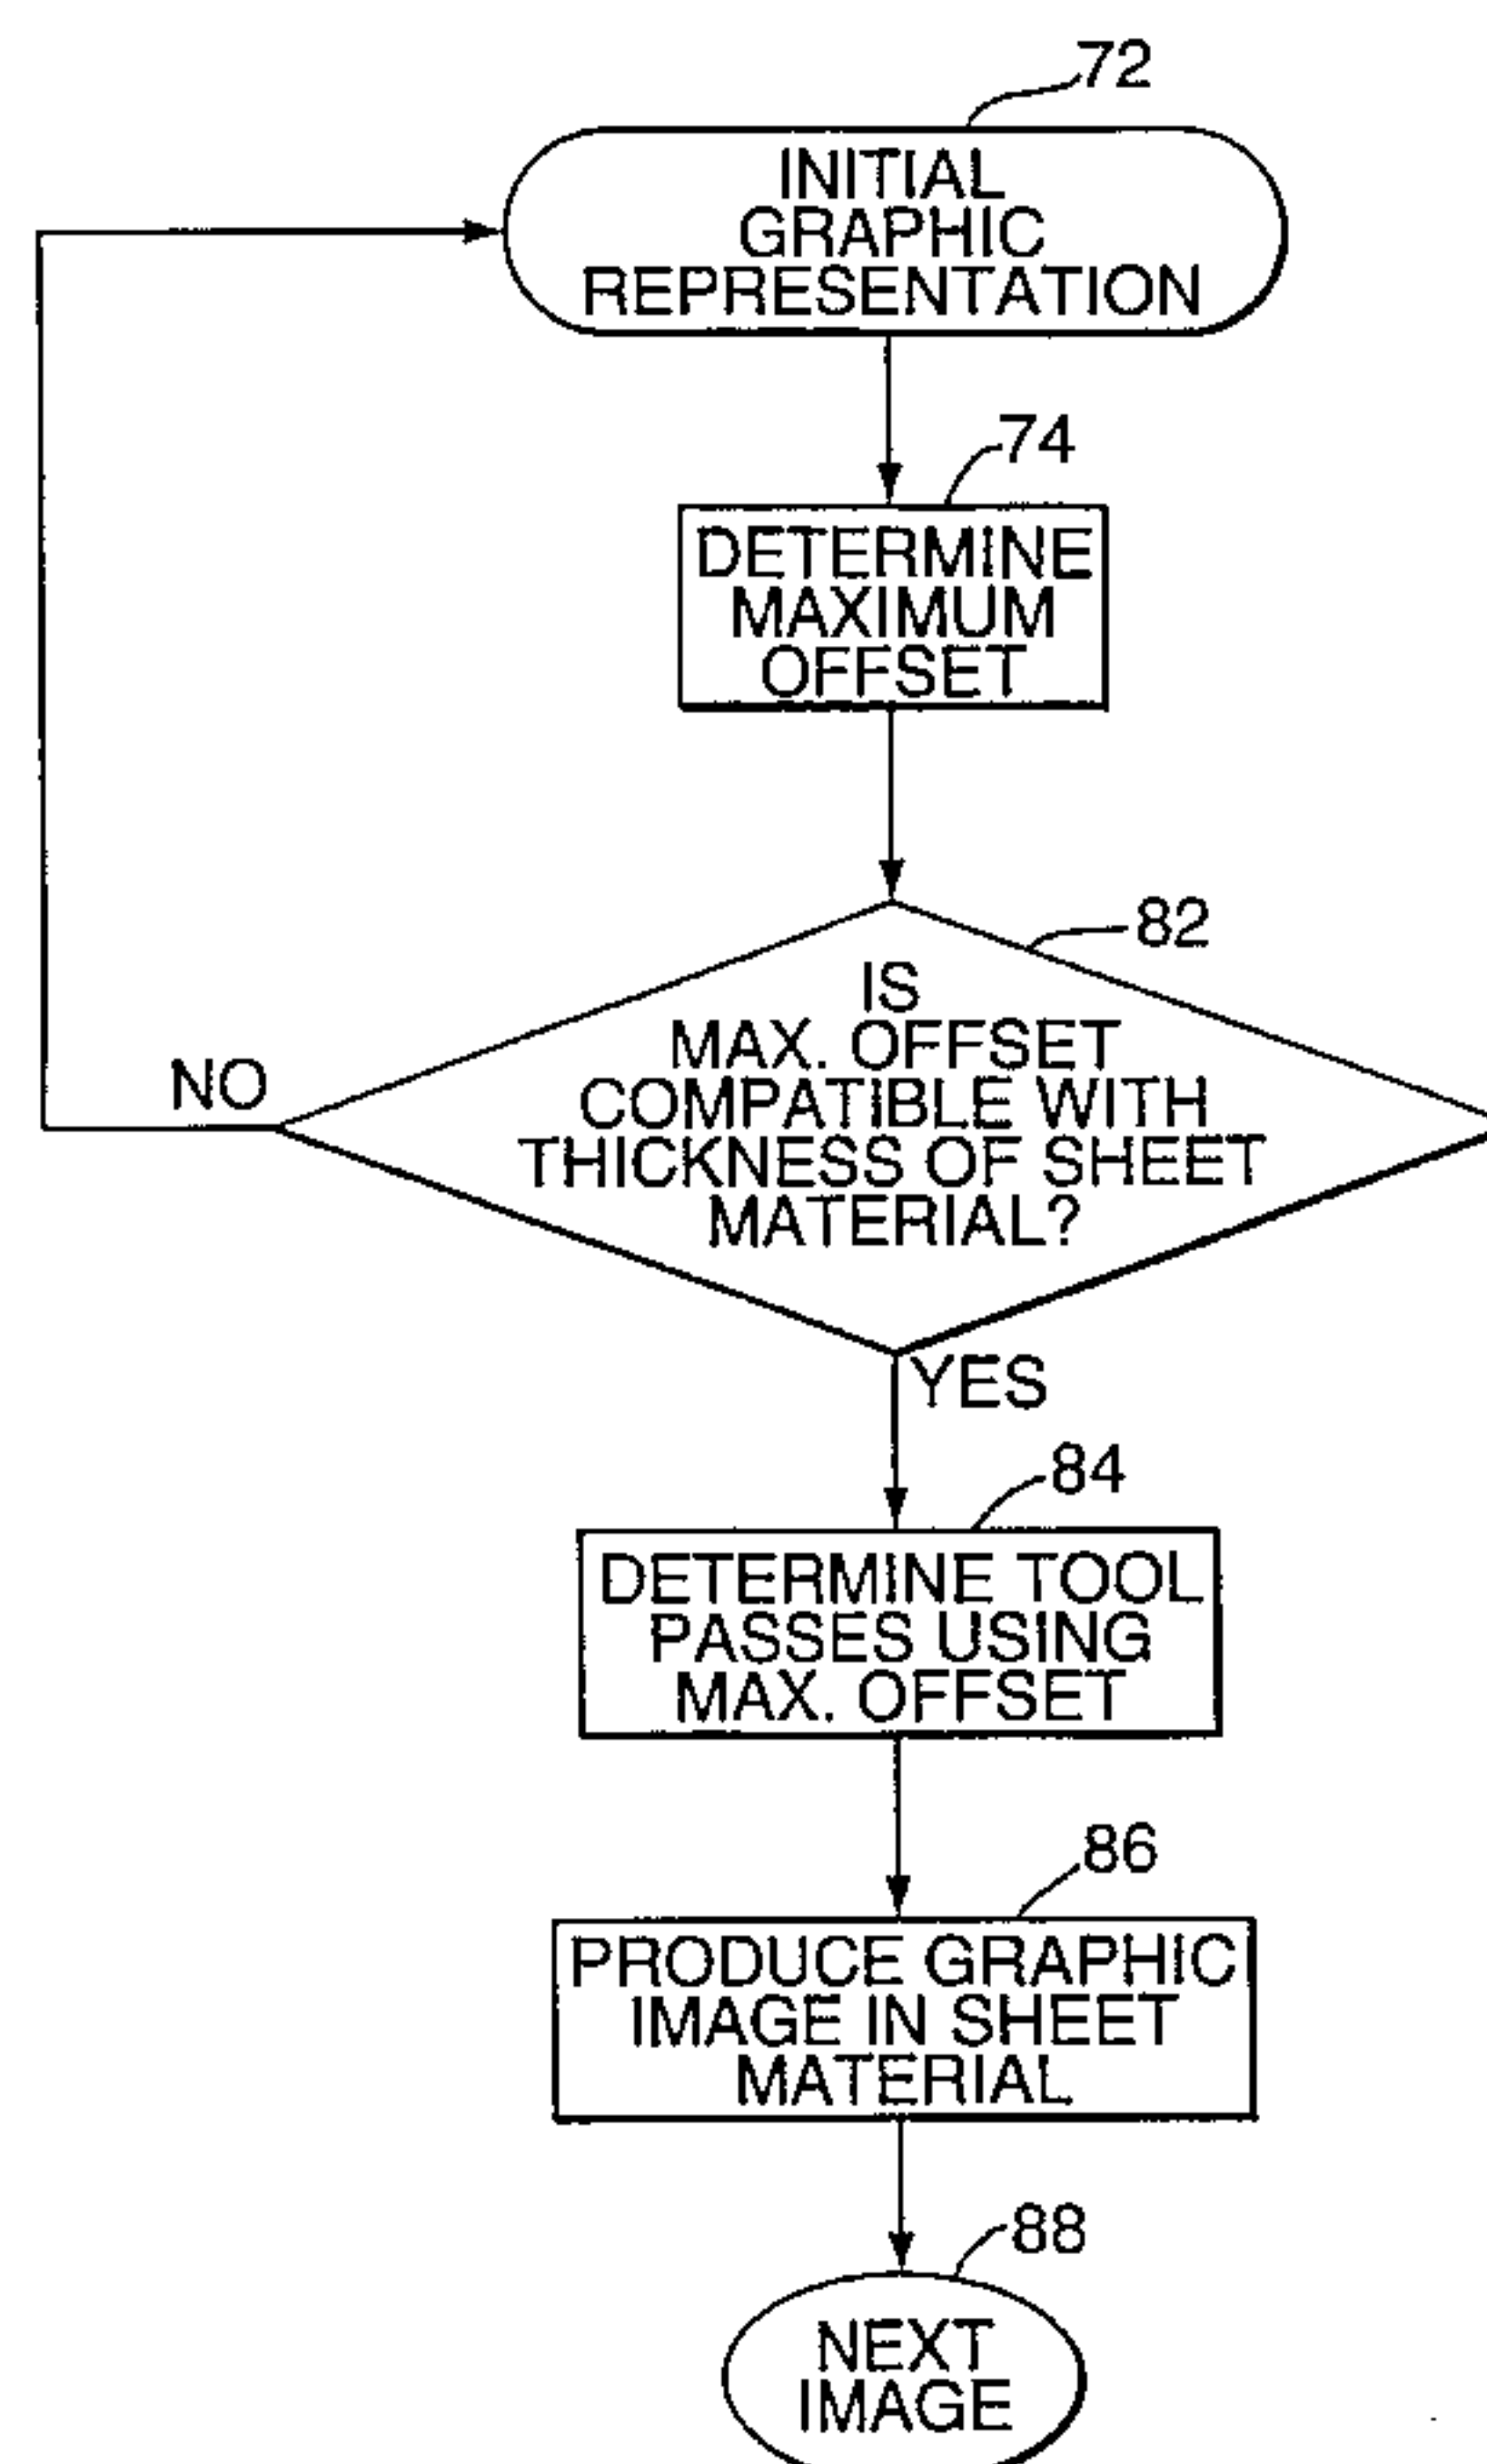 72
INITIAL
GRAPHIC
REPRESENTATION
74
DETERMINE
MAXIMUM
OFFSET
82
IS
MAX. OFFSET
COMPATIBLE WITH
THICKNESS OF SHEET
MATERIAL?
NO
YES
84
DETERMINE TOOL
PASSES USING
MAX. OFFSET
86
PRODUCE GRAPHIC
IMAGE IN SHEET
MATERIAL
88
NEXT
IMAGE